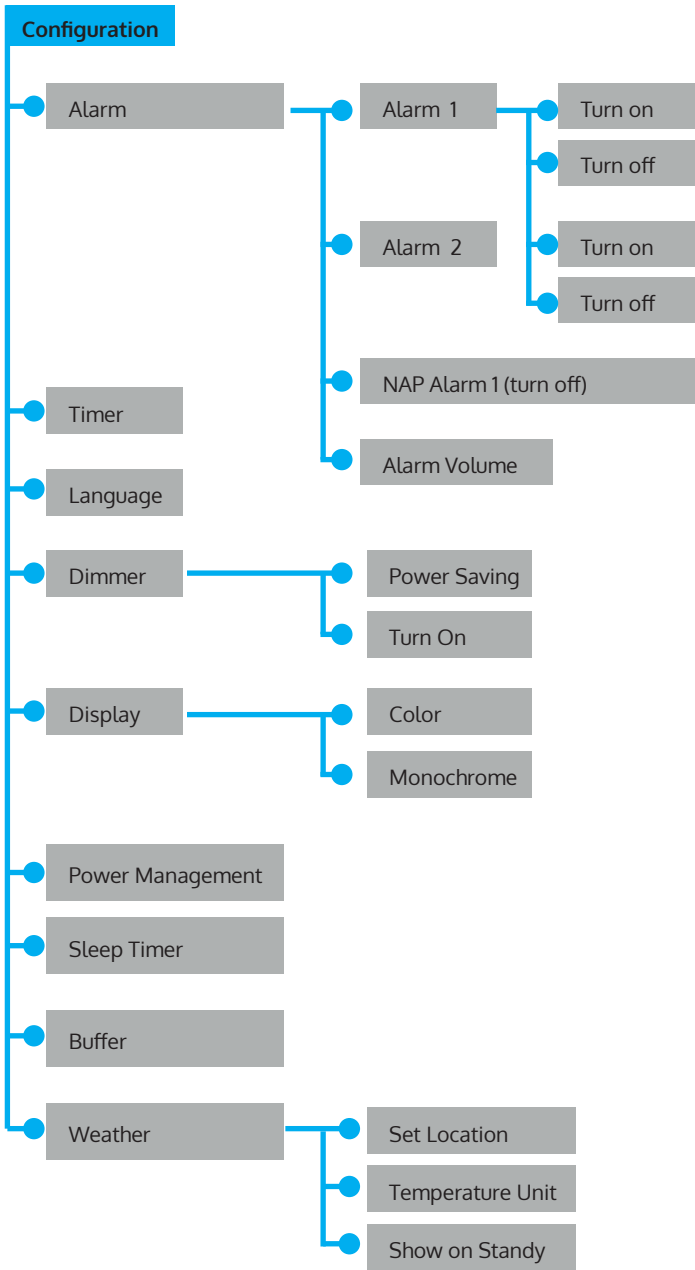 Configuration
Alarm
Alarm 1
Turn on
Turn off
Alarm 2
Turn on
Turn off
NAP Alarm 1 (turn off)
Alarm Volume
Timer
Language
Dimmer
Power Saving
Turn On
Display
Color
Monochrome
Power Management
Sleep Timer
Buffer
Weather
Set Location
Temperature Unit
Show on Standy